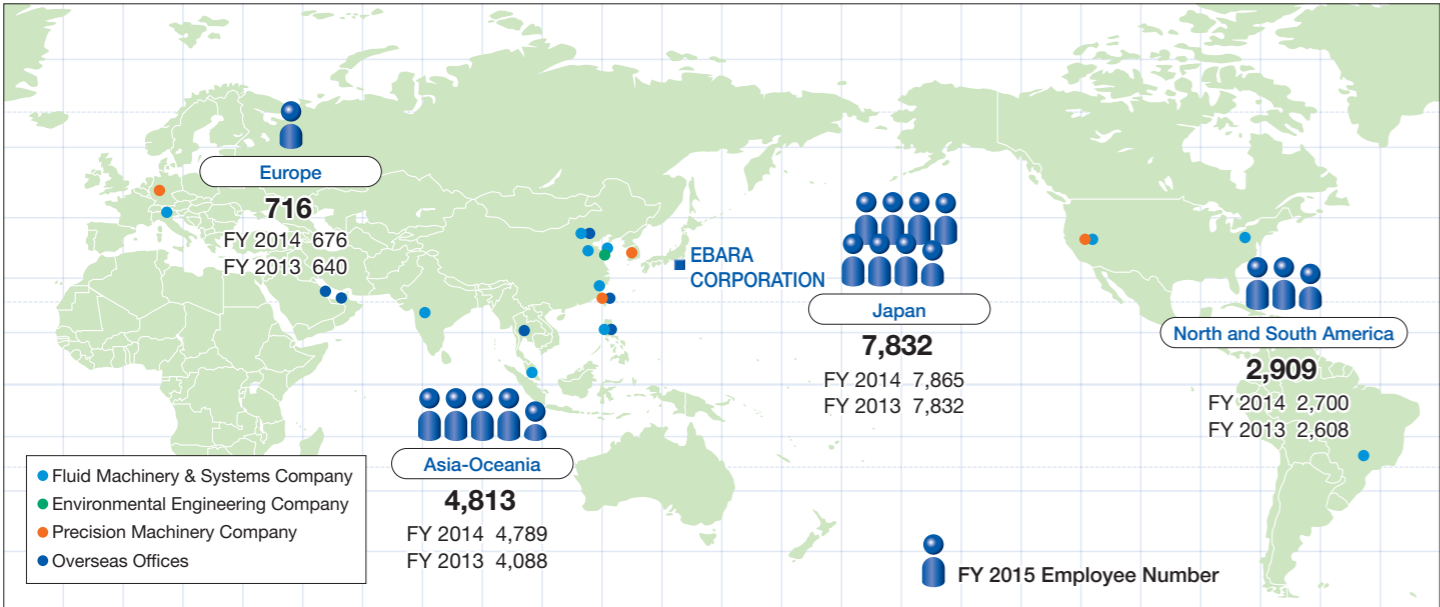 Europe
716
FY 2014 676
FY 2013 640
EBARA
CORPORATION
Japan
7,832
FY 2014 7,865
FY 2013 7,832
North and South America
2,909
FY 2014 2,700
FY 2013 2,608
Asia-Oceania
4,813
FY 2014 4,789
FY 2013 4,088
Fluid Machinery & Systems Company
Environmental Engineering Company
Precision Machinery Company
Overseas Offices
FY 2015 Employee Number